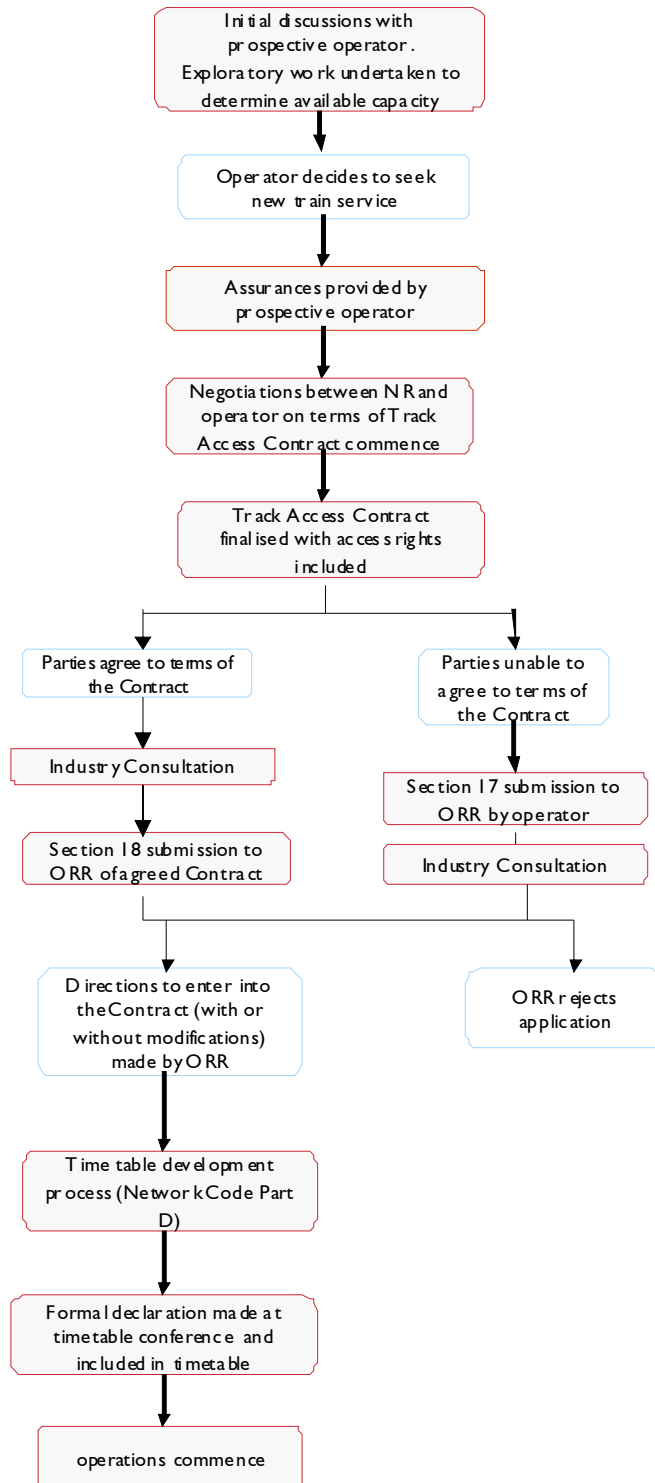 Initial discussions with
prospective operator.
Exploratory work undertaken to
determine available capacity
Operator decides to seek
new train service
Assurances provided by
prospective operator
Negotiations between NR and
operator on terms of Track
Access Contract commence
Track Access Contract
finalised with access rights
included
Parties agree to terms of
the Contract
Parties unable to
agree to terms of
the Contract
Industry Consultation
Section 17 submission to
ORR by operator
Section 18 submission to
ORR of agreed Contract
Industry Consultation
Directions to enter into
the Contract (with or
without modifications)
made by ORR
ORR rejects
application
Time table development
process (Network Code Part
D)
Formal declaration made at
timetable conference and
included in timetable
operations commence